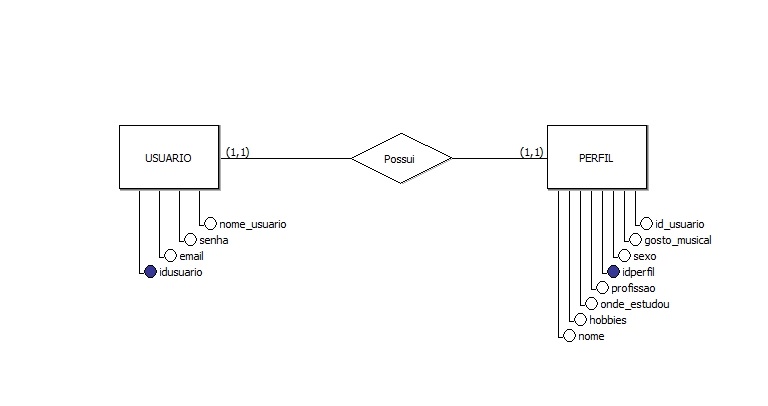 USUARIO
(1,1)
Possui
(1,1)
PERFIL
nome_usuario
senha
email
idusuario
id_usuario
gosto_musical
sexo
idperfil
profissao
onde_estudou
hobbies
nome